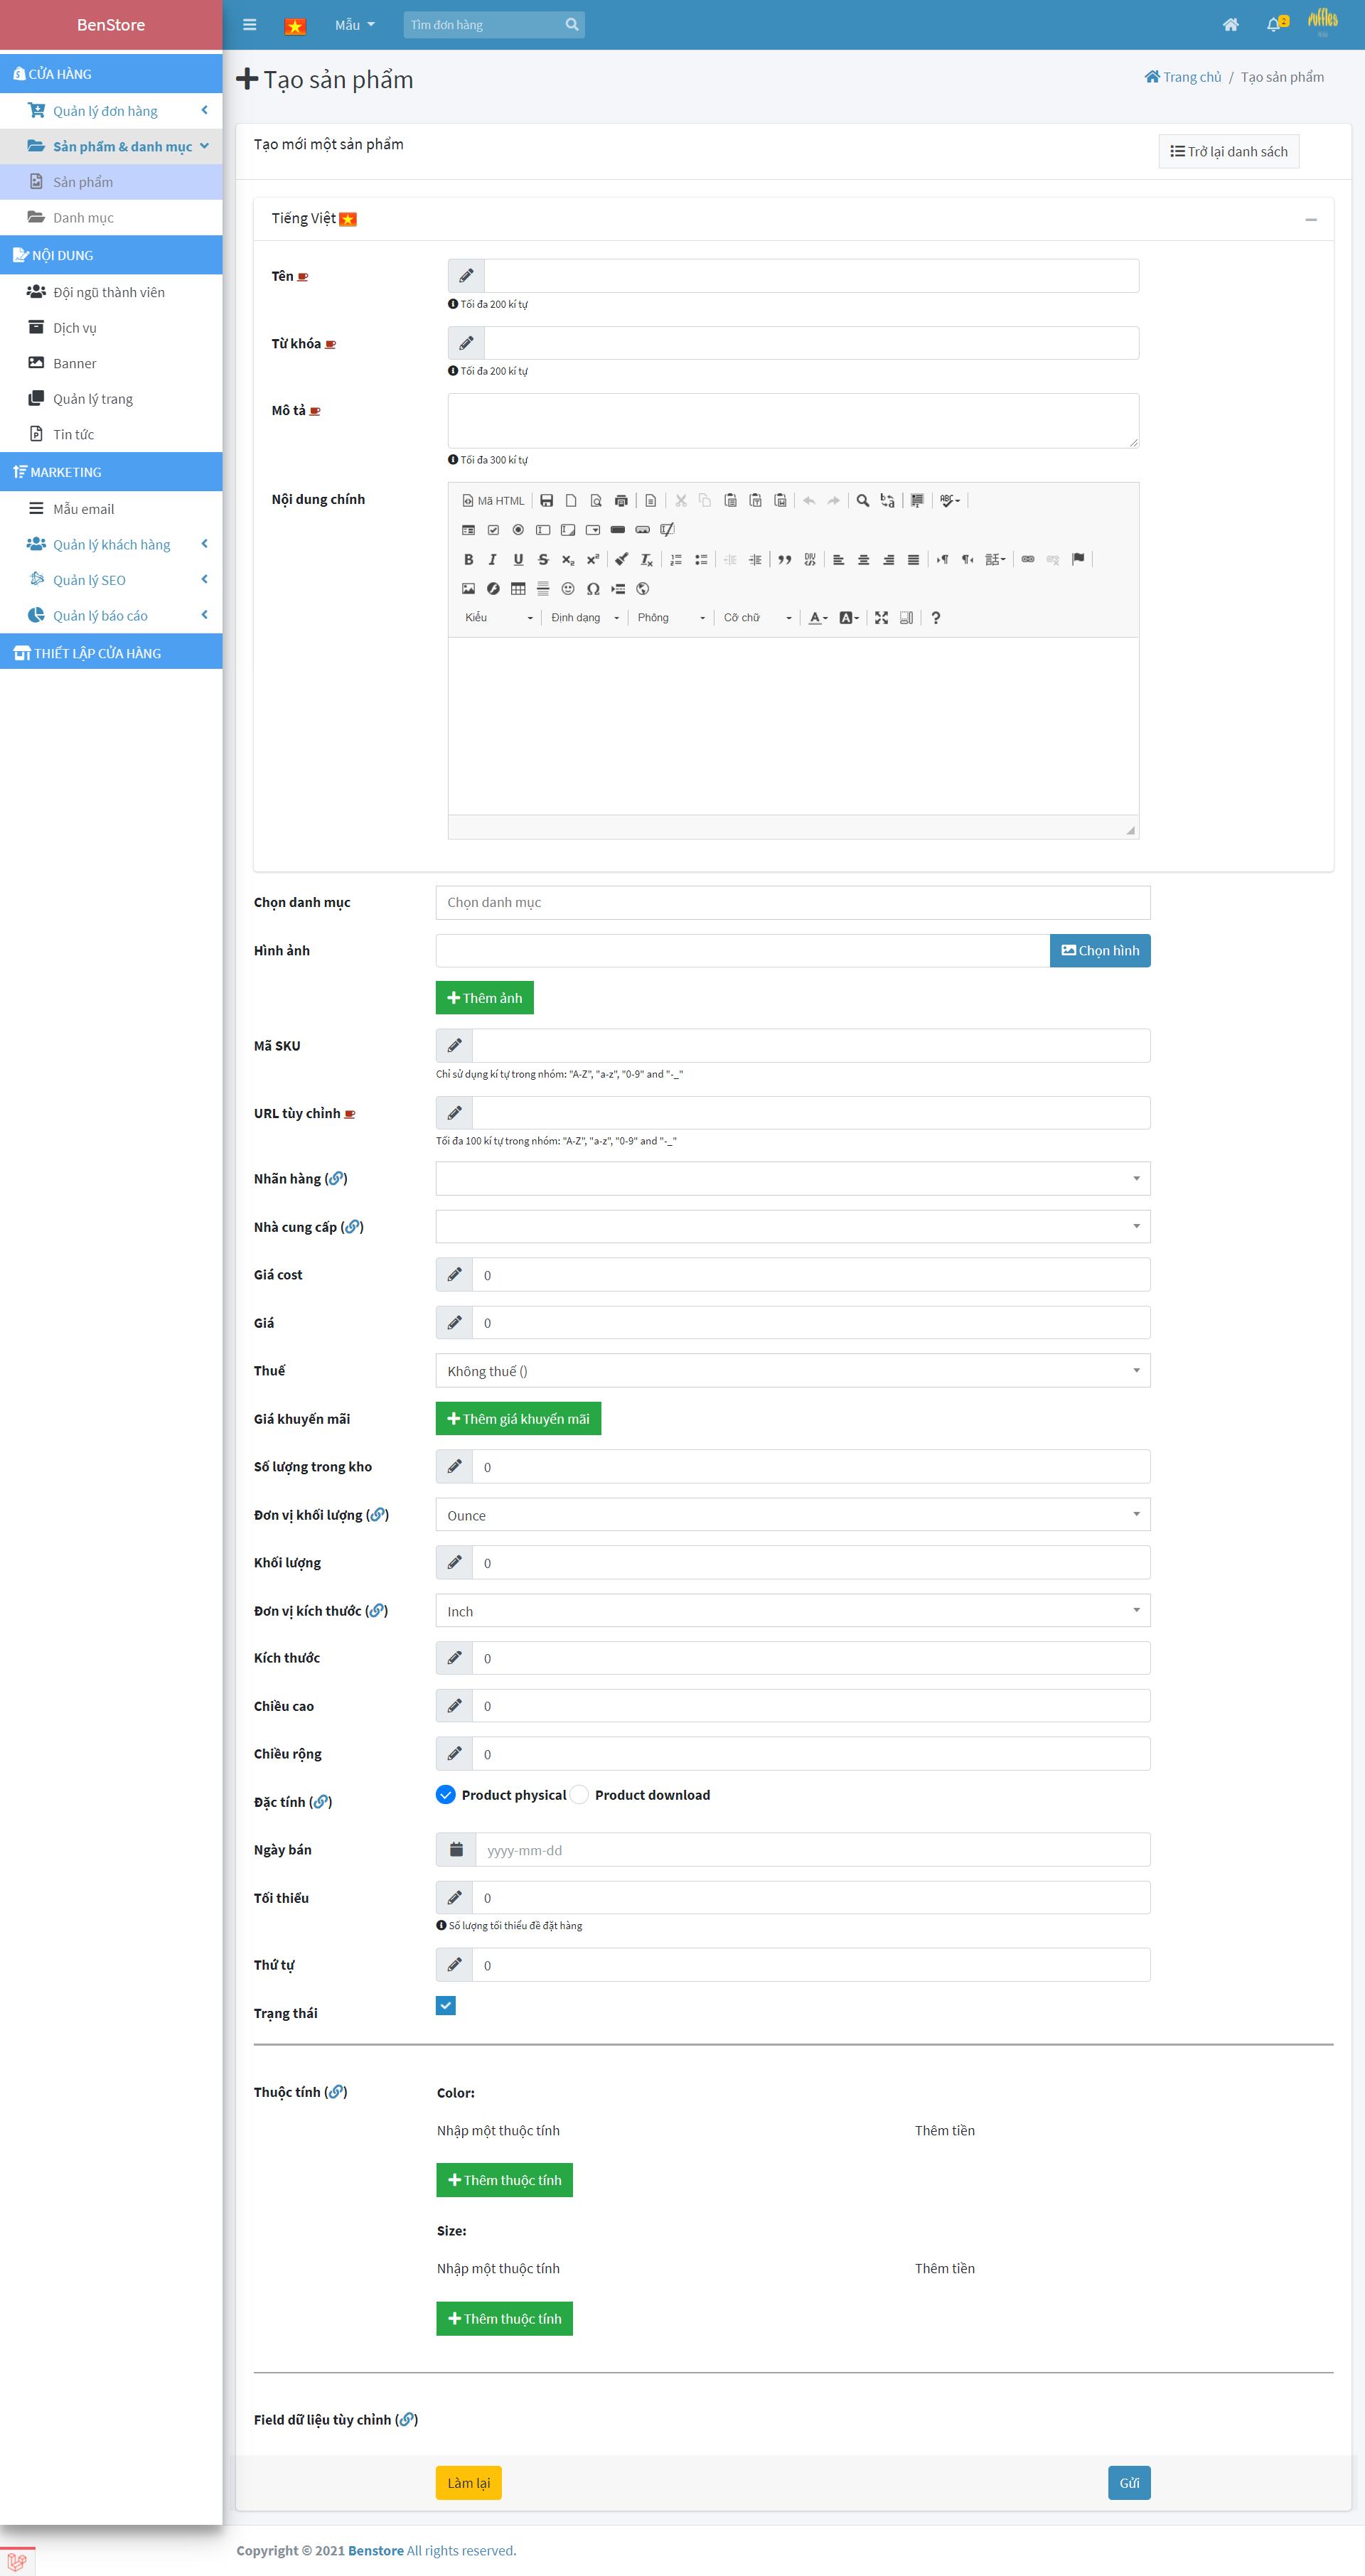 BenStore
Mẫu
Tìm đơn hàng
2
ruffles
CỬA HÀNG
Quản lý đơn hàng
Sản phẩm & danh mục
Sản phẩm
Danh mục
NỘI DUNG
Đội ngũ thành viên
Dịch vụ
Banner
Quản lý trang
Tin tức
MARKETING
Mẫu email
Quản lý khách hàng
Quản lý SEO
Quản lý báo cáo
THIẾT LẬP CỬA HÀNG
Tạo sản phẩm
Trang chủ / Tạo sản phẩm
Tạo mới một sản phẩm
Trở lại danh sách
Tiếng Việt
Tên
Tối đa 200 kí tự
Từ khóa
Tối đa 200 kí tự
Mô tả
Tối đa 300 kí tự
Nội dung chính
Mã HTML
Kiểu Định dạng Phông Cỡ chữ
Chọn danh mục
Chọn danh mục
Hình ảnh
Chọn hình
Thêm ảnh
Mã SKU
Chỉ sử dụng kí tự trong nhóm: "A-Z", "a-z", "0-9" and "-_"
URL tùy chỉnh
Tối đa 100 kí tự trong nhóm: "A-Z", "a-z", "0-9" and "-_"
Nhãn hàng ()
Nhà cung cấp ()
Giá cost
0
Giá
0
Thuế
Không thuế ()
Giá khuyến mãi
Thêm giá khuyến mãi
Số lượng trong kho
0
Đơn vị khối lượng ()
Ounce
Khối lượng
0
Đơn vị kích thước ()
Inch
Kích thước
0
Chiều cao
0
Chiều rộng
0
Đặc tính ()
Product physical
Product download
Ngày bán
yyyy-mm-dd
Tối thiểu
0
Số lượng tối thiểu để đặt hàng
Thứ tự
0
Trạng thái
Thuộc tính ()
Color:
Nhập một thuộc tính
Thêm tiền
Thêm thuộc tính
Size:
Nhập một thuộc tính
Thêm tiền
Thêm thuộc tính
Field dữ liệu tùy chỉnh ()
Làm lại
Gửi
Copyright © 2021 Benstore All rights reserved.